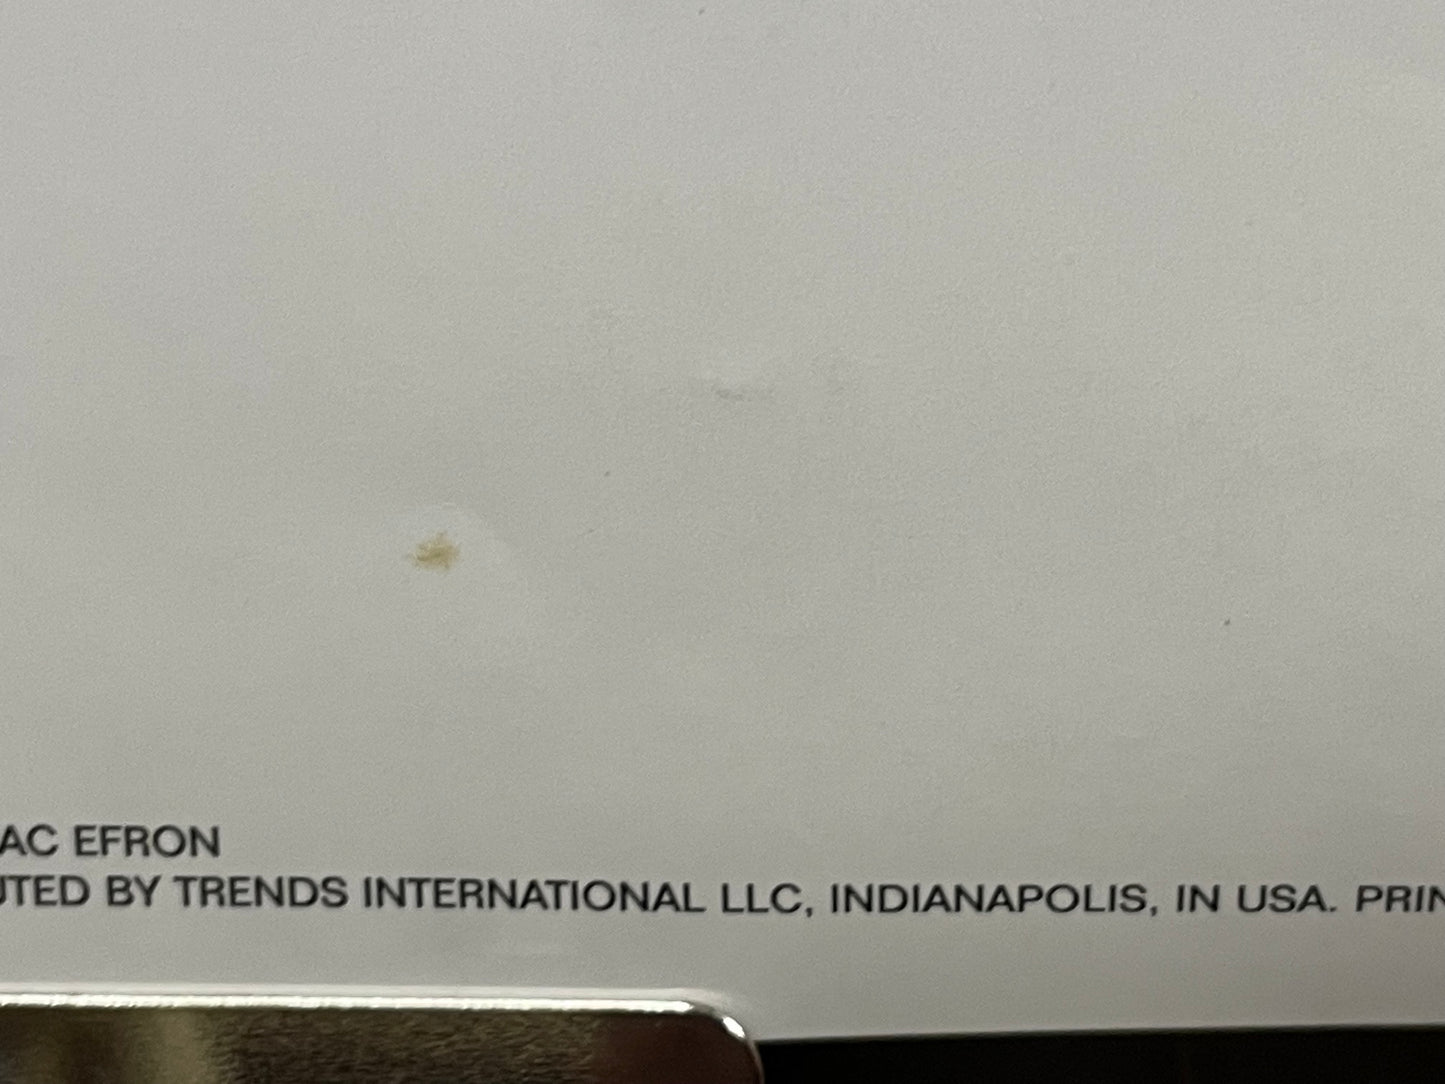 AC EFRON
UTED BY TRENDS INTERNATIONAL LLC, INDIANAPOLIS, IN USA. PRIN